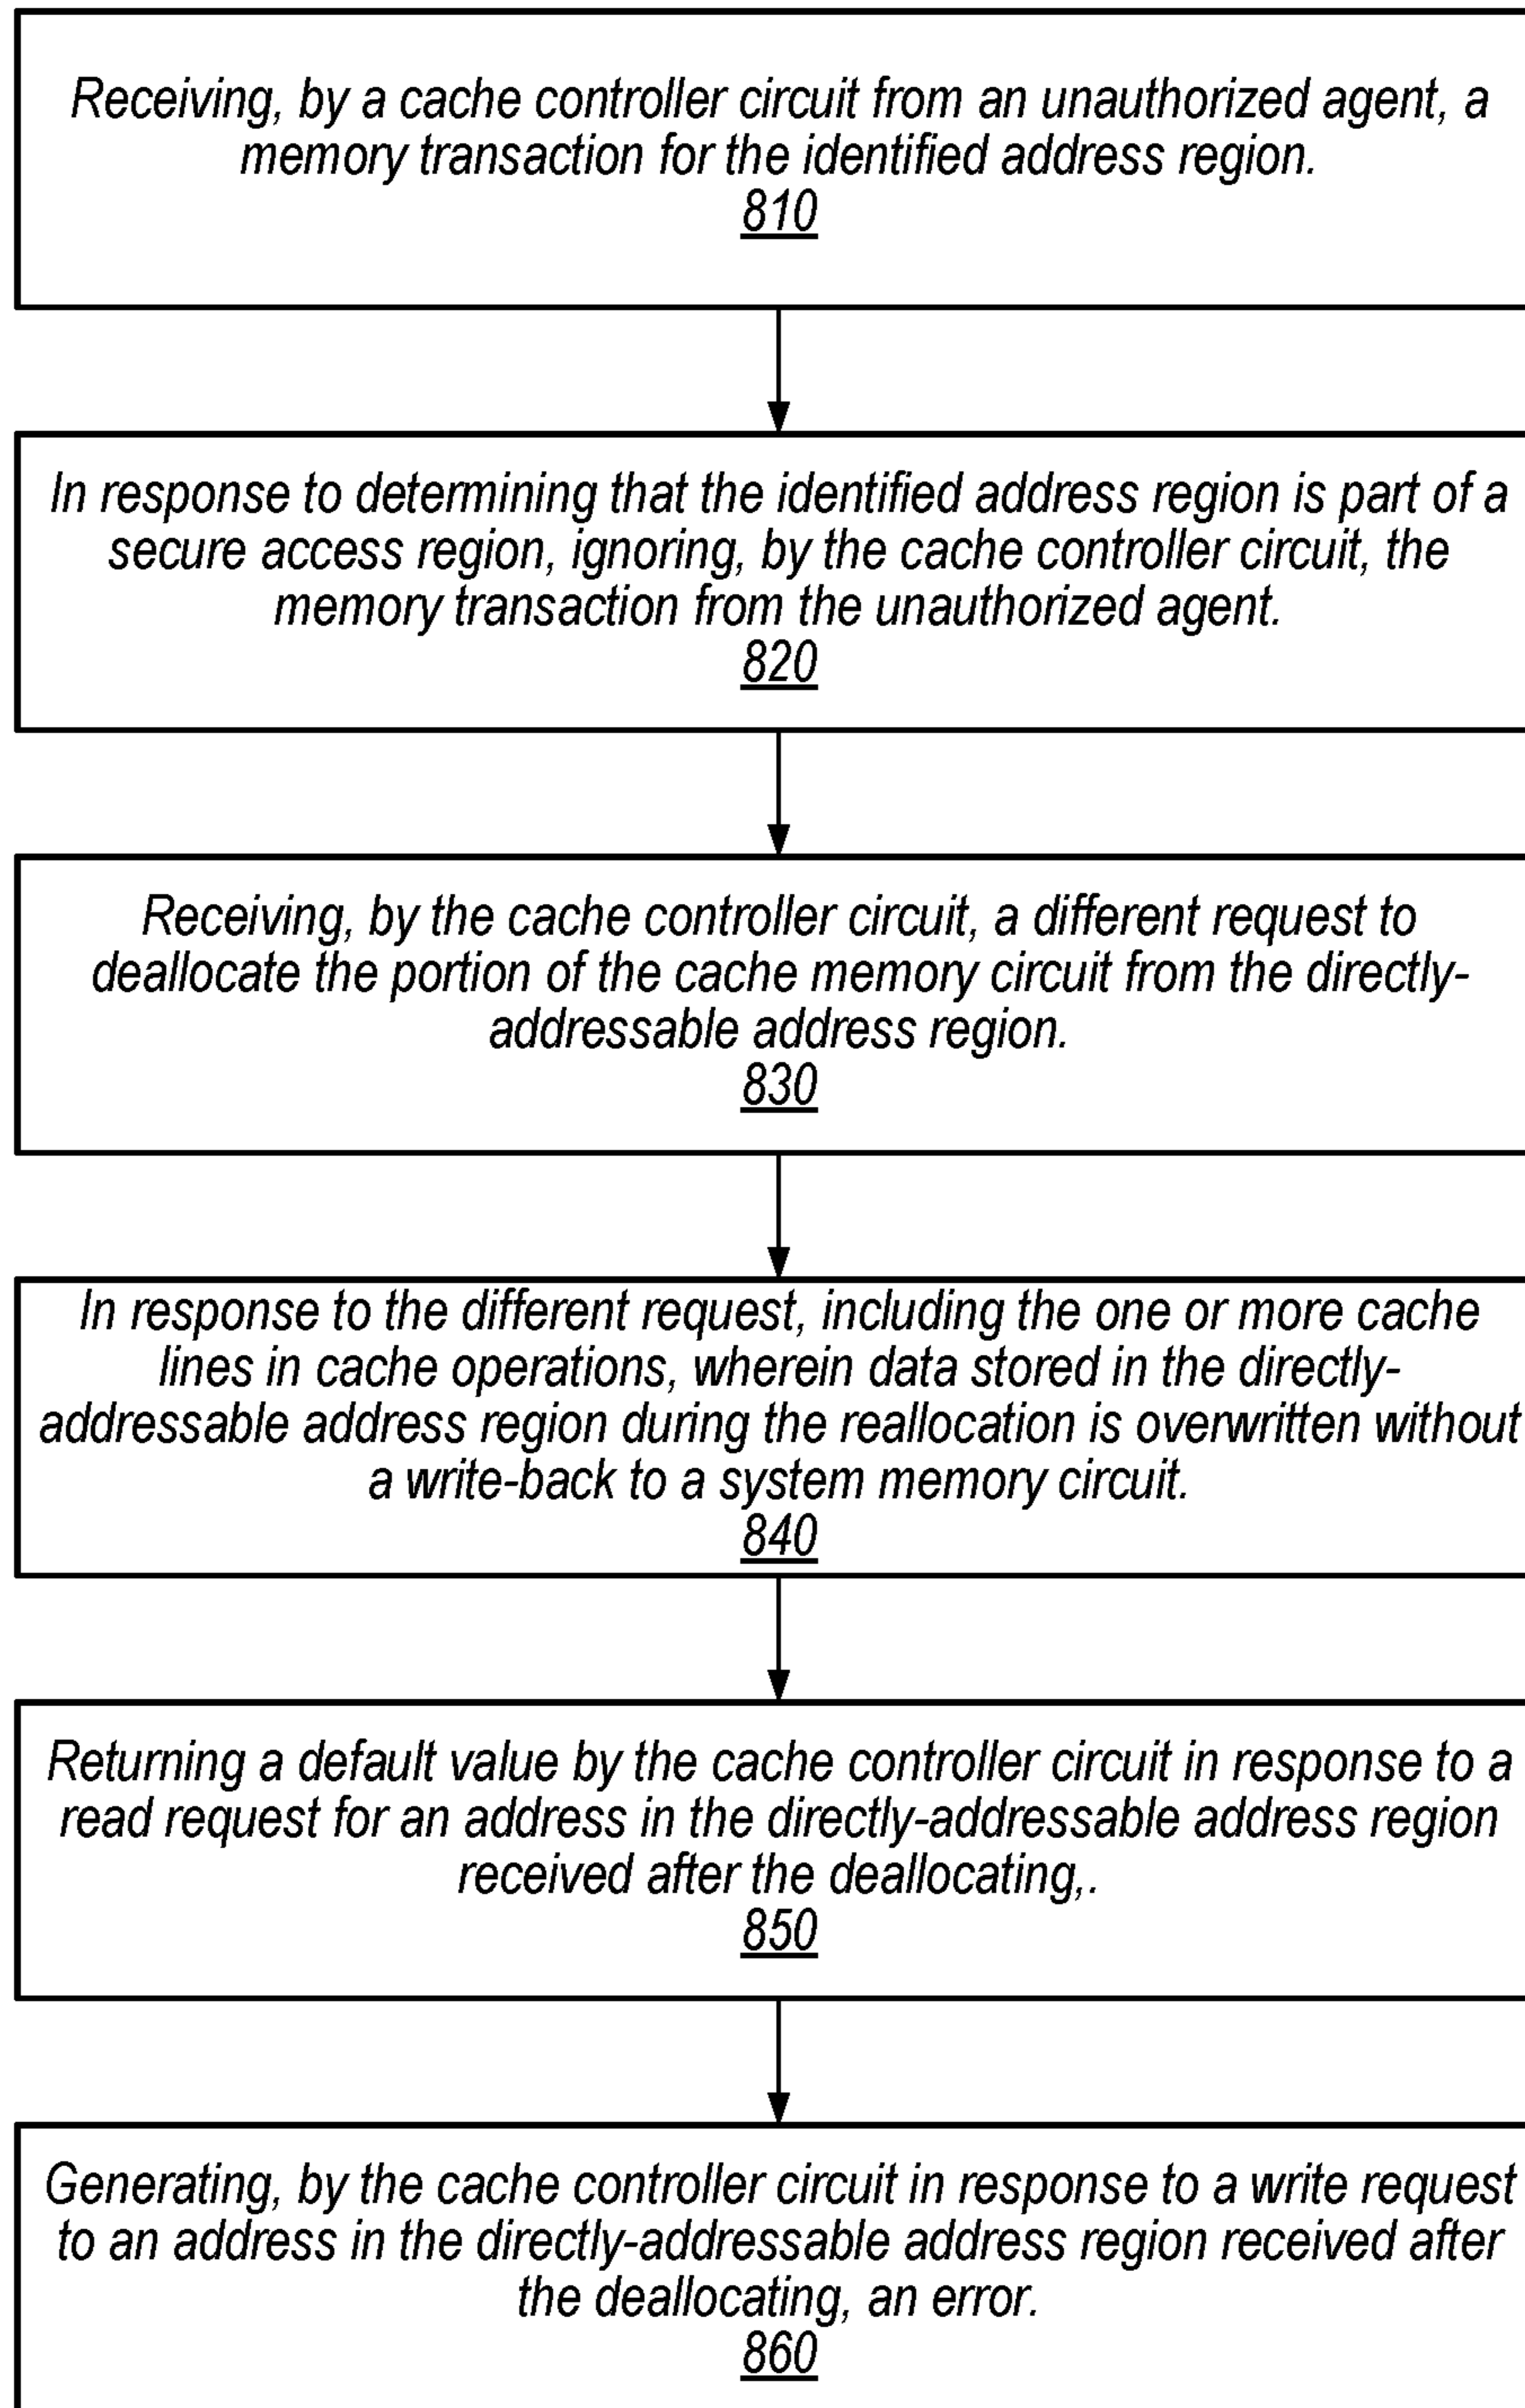 Receiving, by a cache controller circuit from an unauthorized agent, a
memory transaction for the identified address region.
810
In response to determining that the identified address region is part of a
secure access region, ignoring, by the cache controller circuit, the
memory transaction from the unauthorized agent.
820
Receiving, by the cache controller circuit, a different request to
deallocate the portion of the cache memory circuit from the directly-
addressable address region.
830
In response to the different request, including the one or more cache
lines in cache operations, wherein data stored in the directly-
addressable address region during the reallocation is overwritten without
a write-back to a system memory circuit.
840
Returning a default value by the cache controller circuit in response to a
read request for an address in the directly-addressable address region
received after the deallocating,.
850
Generating, by the cache controller circuit in response to a write request
to an address in the directly-addressable address region received after
the deallocating, an error.
860